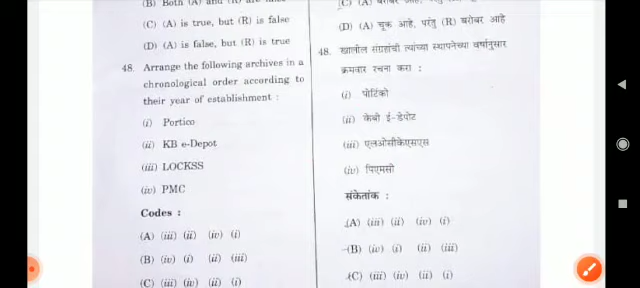 (B) Both (A) and (R) are false
(C) (A) is true, but (R) is false
(D) (A) is false, but (R) is true
48. Arrange the following archives in a
chronological order according to
their year of establishment :
(i) Portico
(ii) KB e-Depot
(iii) LOCKSS
(iv) PMC
Codes :
(A) (iii) (ii) (iv) (i)
(B) (iv) (i) (ii) (iii)
(C) (iii) (iv) (ii) (i)
(C) (A) बरोबर आहे,
(D) (A) चूक आहे, परंतु (R) बरोबर आहे
48. खालील संग्रहांची त्यांच्या स्थापनेच्या वर्षानुसार
क्रमवार रचना करा :
(i) पोर्टिको
(ii) केबी ई-डेपोट
(iii) एलओसीकेएसएस
(iv) पिएमसी
संकेतांक :
(A) (iii) (ii) (iv) (i)
(B) (iv) (i) (ii) (iii)
(C) (iii) (iv) (ii) (i)